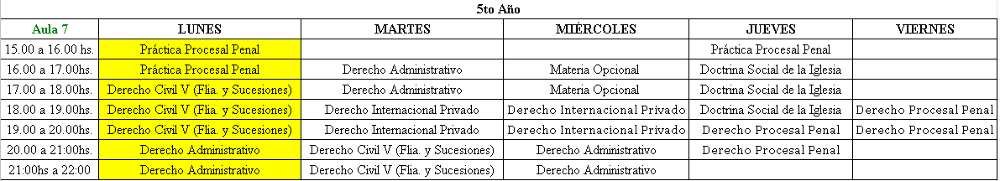 5to Año
Aula 7 LUNES MARTES MIÉRCOLES JUEVES VIERNES
15.00 a 16.00 hs. Práctica Procesal Penal Práctica Procesal Penal
16.00 a 17.00hs. Práctica Procesal Penal Derecho Administrativo Materia Opcional Doctrina Social de la Iglesia
17.00 a 18.00hs. Derecho Civil V (Flia. y Sucesiones) Derecho Administrativo Materia Opcional Doctrina Social de la Iglesia
18.00 a 19.00hs. Derecho Civil V (Flia. y Sucesiones) Derecho Internacional Privado Derecho Internacional Privado Doctrina Social de la Iglesia Derecho Procesal Penal
19.00 a 20.00hs. Derecho Civil V (Flia. y Sucesiones) Derecho Internacional Privado Derecho Internacional Privado Derecho Procesal Penal Derecho Procesal Penal
20.00 a 21:00hs. Derecho Administrativo Derecho Civil V (Flia. y Sucesiones) Derecho Administrativo Derecho Procesal Penal
21:00hs a 22:00 Derecho Administrativo Derecho Civil V (Flia. y Sucesiones) Derecho Administrativo